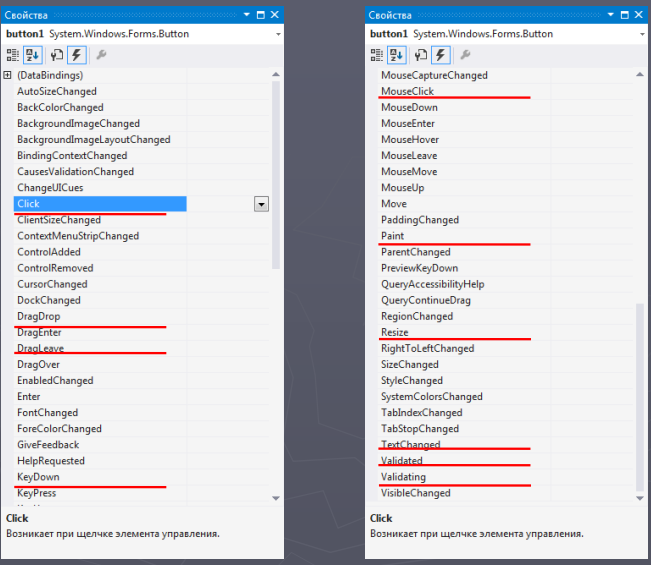 Свойства
button1 System.Windows.Forms.Button
(DataBindings)
AutoSizeChanged
BackColorChanged
BackgroundImageChanged
BackgroundImageLayoutChanged
BindingContextChanged
CausesValidationChanged
ChangeUICues
Click
ClientSizeChanged
ContextMenuStripChanged
ControlAdded
ControlRemoved
CursorChanged
DockChanged
DragDrop
DragEnter
DragLeave
DragOver
EnabledChanged
Enter
FontChanged
ForeColorChanged
GiveFeedback
HelpRequested
KeyDown
KeyPress
Click
Возникает при щелчке элемента управления.
Свойства
button1 System.Windows.Forms.Button
MouseCaptureChanged
MouseClick
MouseDown
MouseEnter
MouseHover
MouseLeave
MouseMove
MouseUp
Move
PaddingChanged
Paint
ParentChanged
PreviewKeyDown
QueryAccessibilityHelp
QueryContinueDrag
RegionChanged
Resize
RightToLeftChanged
SizeChanged
StyleChanged
SystemColorsChanged
TabIndexChanged
TabStopChanged
TextChanged
Validated
Validating
VisibleChanged
Click
Возникает при щелчке элемента управления.